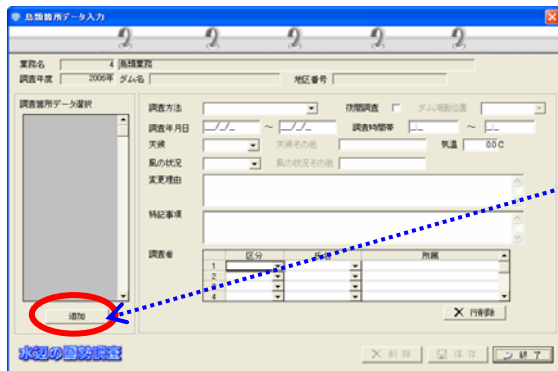 鳥類箇所データ入力
業務名 4 鳥類業務
調査年度 2006年 ダム名 地区番号
調査箇所データ選択
調査方法 夜間調査 ダム湖面位置
調査年月日 ～ 調査時間帯 ～
天候 天候その他 気温 0.0 C
風の状況 風の状況その他
変更理由
特記事項
調査者 区分 氏名 所属
1
2
3
4
追加 行削除
水辺の国勢調査 削除 保存 終了